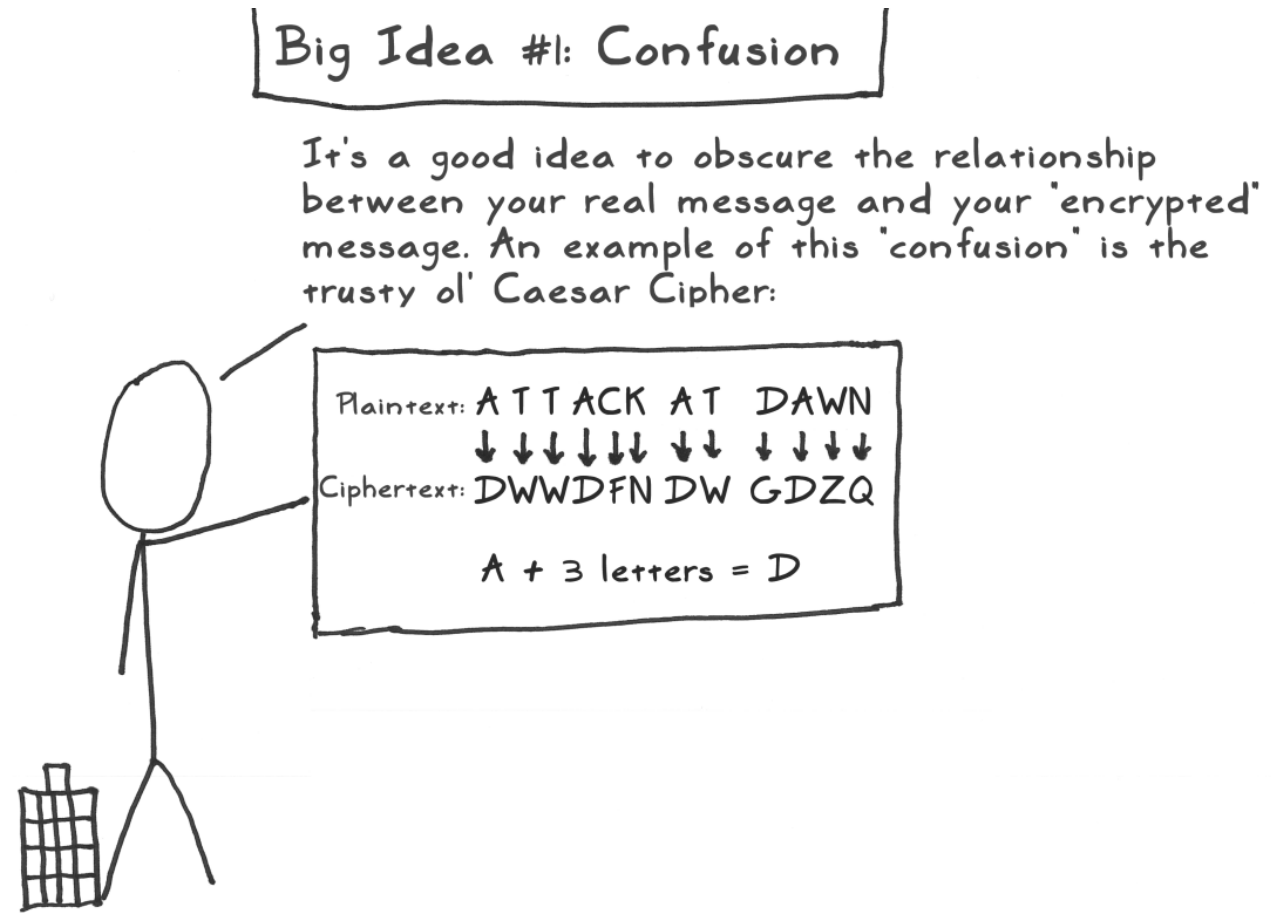 Big Idea #1: Confusion
It's a good idea to obscure the relationship
between your real message and your "encrypted"
message. An example of this "confusion" is the
trusty ol' Caesar Cipher:
Plaintext: ATTACK AT DAWN
Ciphertext: DWWDFN DW GDZQ
A + 3 letters = D